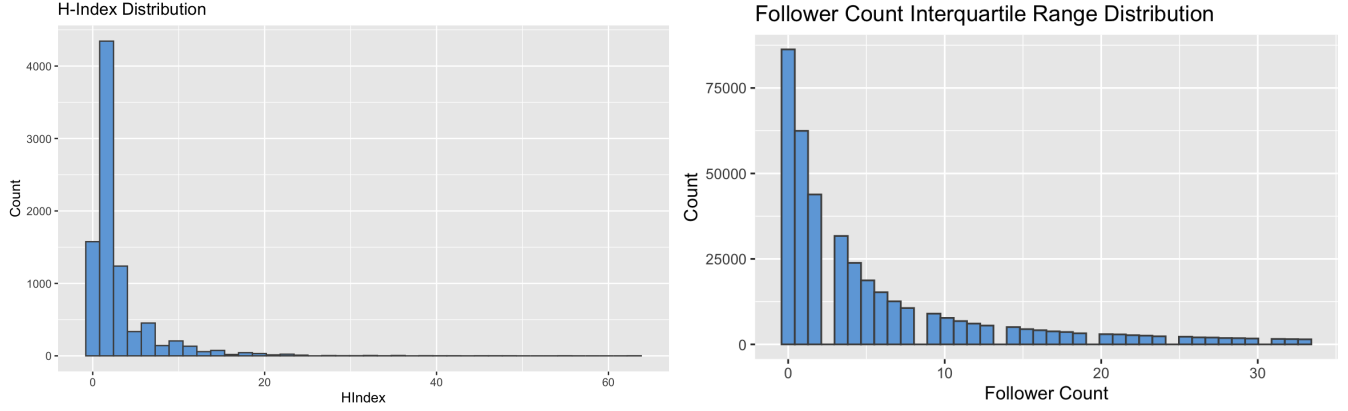 H-Index Distribution
Count
4000
3000
2000
1000
0
0 20 40 60
HIndex
Follower Count Interquartile Range Distribution
Count
75000
50000
25000
0
0 10 20 30
Follower Count